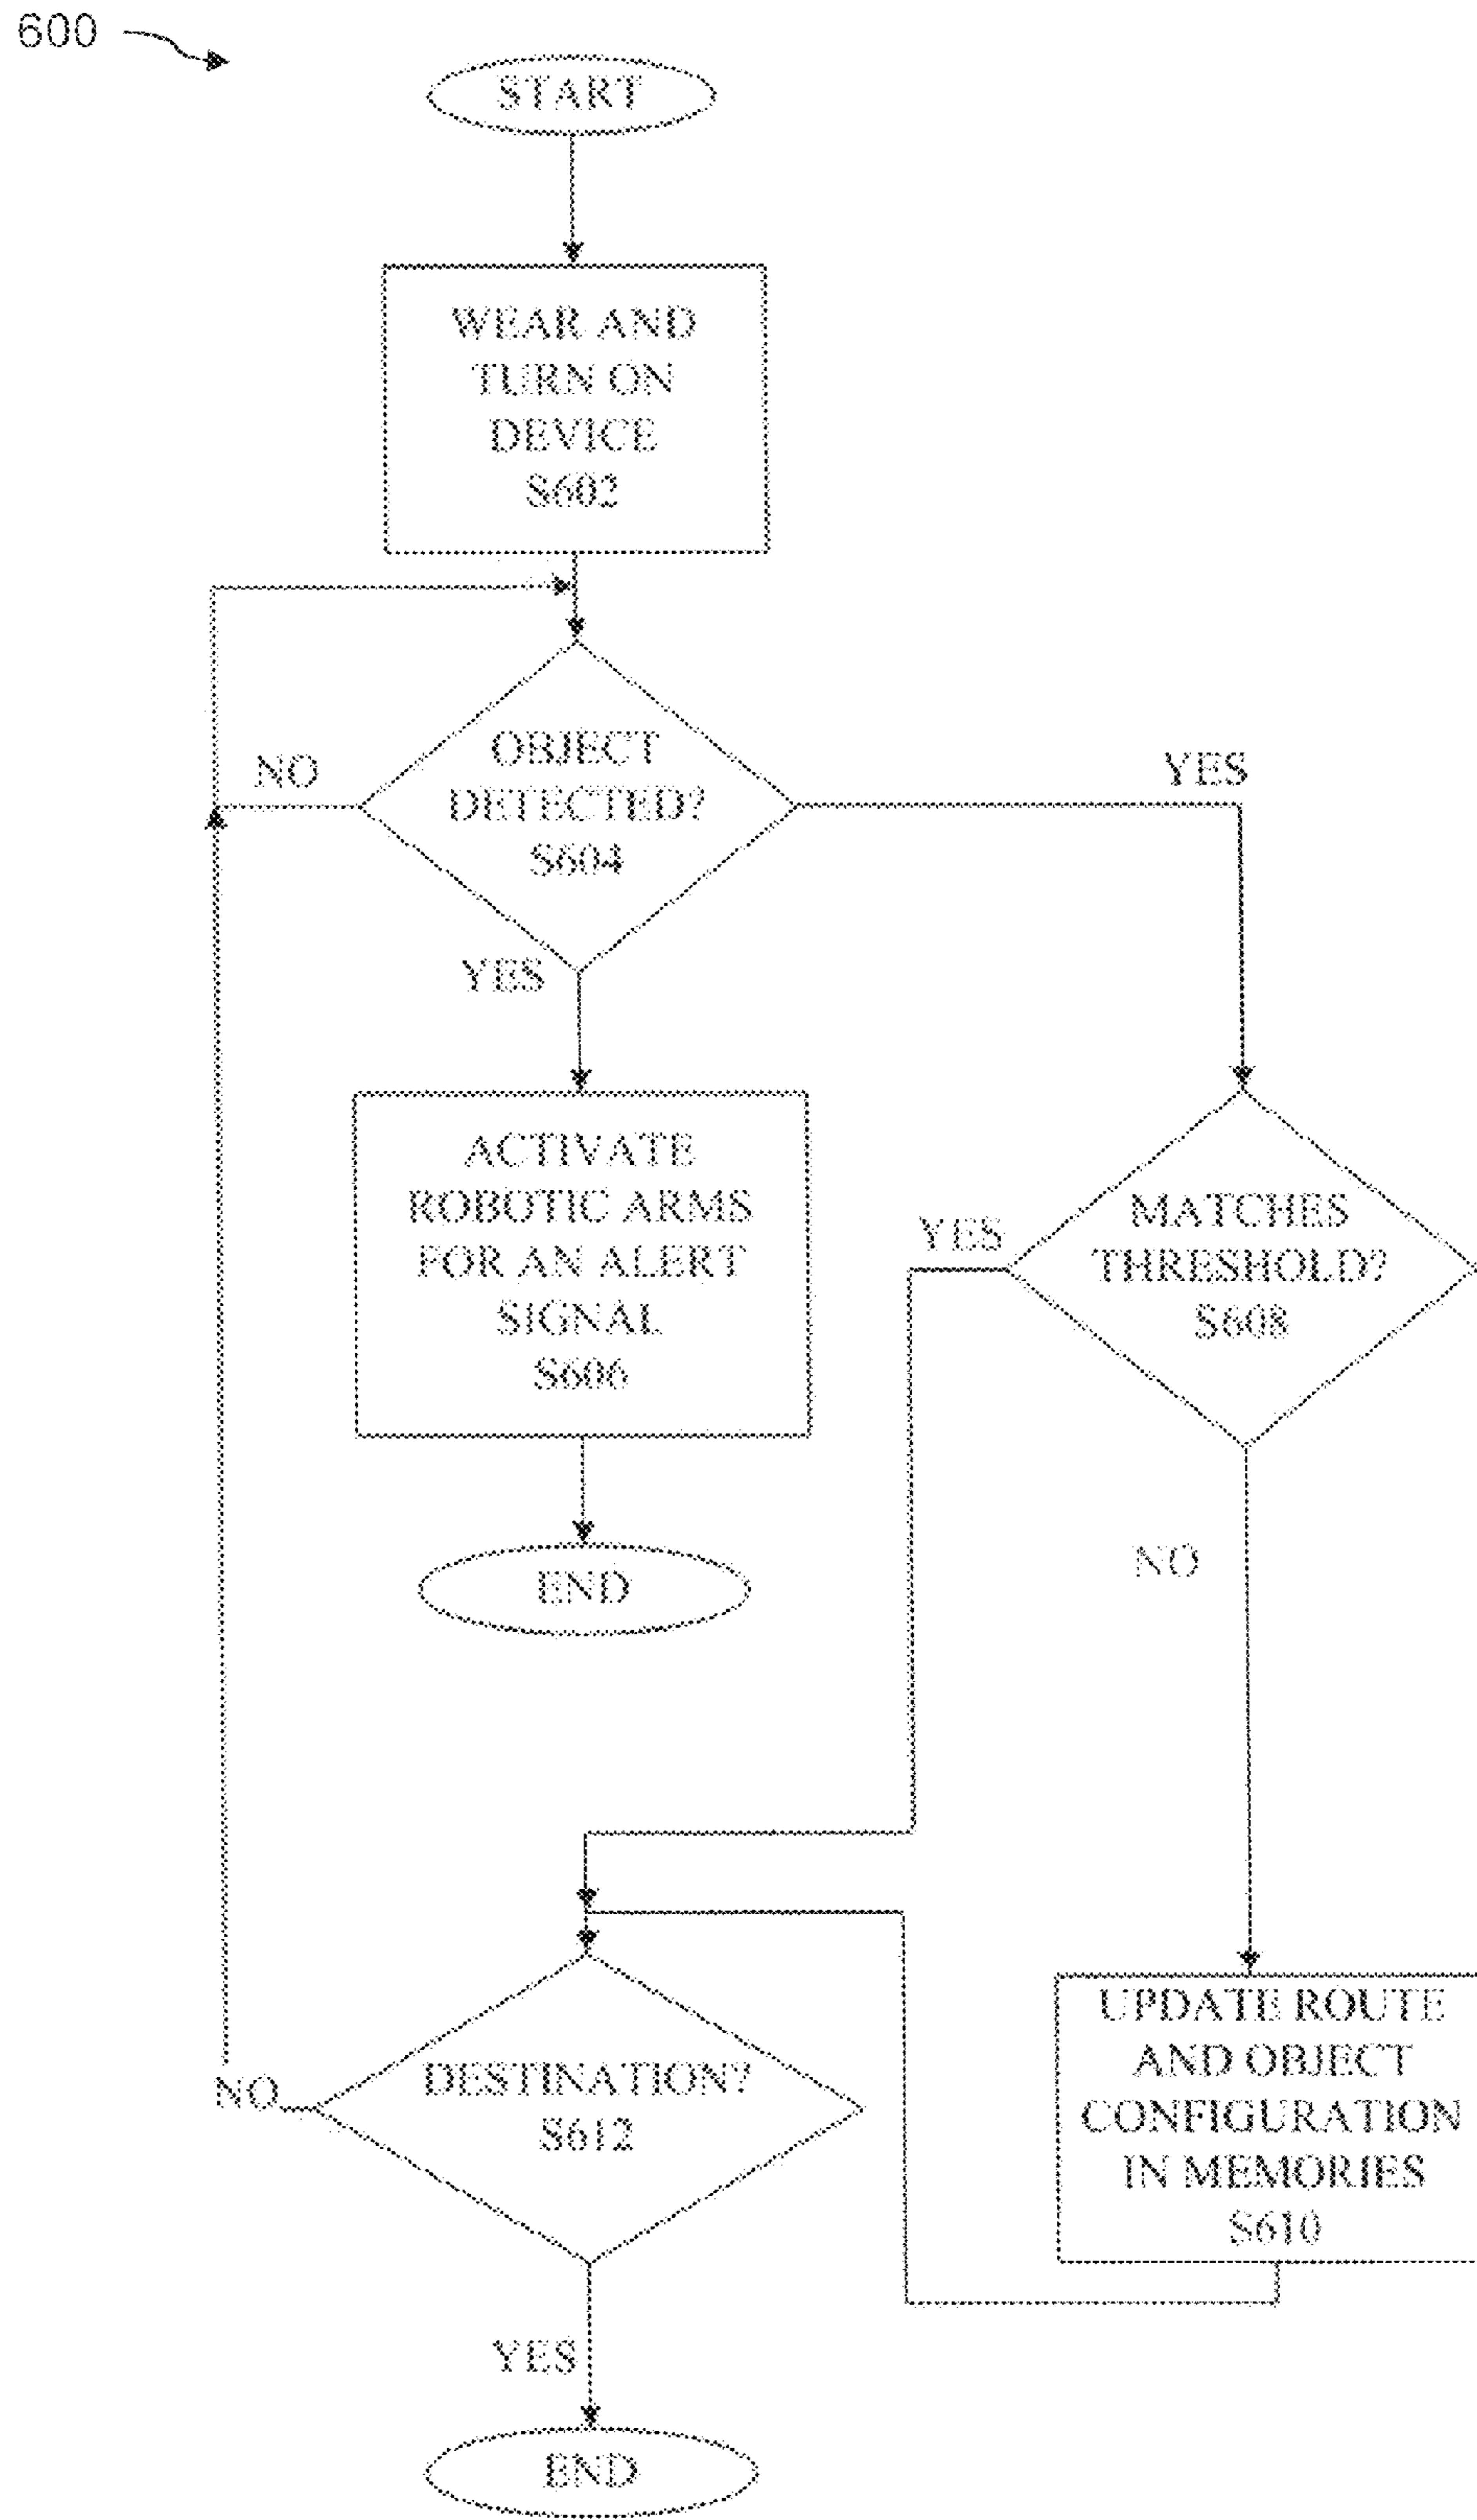 600
START
WEAR AND
TURN ON
DEVICE
S602
NO
OBJECT
DETECTED?
S604
YES
YES
ACTIVATE
ROBOTIC ARMS
FOR AN ALERT
SIGNAL
S606
END
YES
MATCHES
THRESHOLD?
S608
NO
UPDATE ROUTE
AND OBJECT
CONFIGURATION
IN MEMORIES
S610
NO
DESTINATION?
S612
YES
END